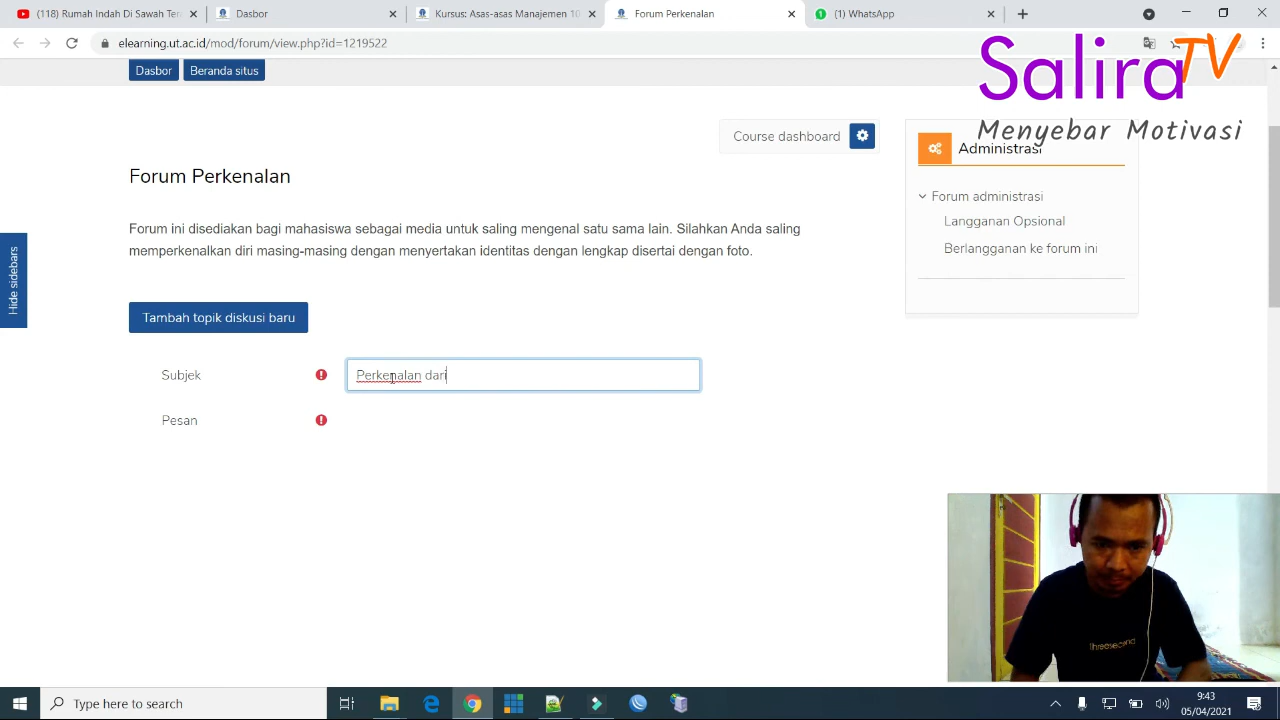 (118) Rumah Indah Di Sawah Ten
Dasbor
Kursus: Asas-asas Manajemen 10
Forum Perkenalan
(1) WhatsApp
elearning.ut.ac.id/mod/forum/view.php?id=1219522
Salira TV
Menyebar Motivasi
Dasbor
Beranda situs
Course dashboard
Administrasi
Forum administrasi
Langganan Opsional
Berlangganan ke forum ini
Forum Perkenalan
Forum ini disediakan bagi mahasiswa sebagai media untuk saling mengenal satu sama lain. Silahkan Anda saling
memperkenalkan diri masing-masing dengan menyertakan identitas dengan lengkap disertai dengan foto.
Hide sidebars
Tambah topik diskusi baru
Subjek
Perkenalan dari
Pesan
Threesecond
Type here to search
9:43
05/04/2021